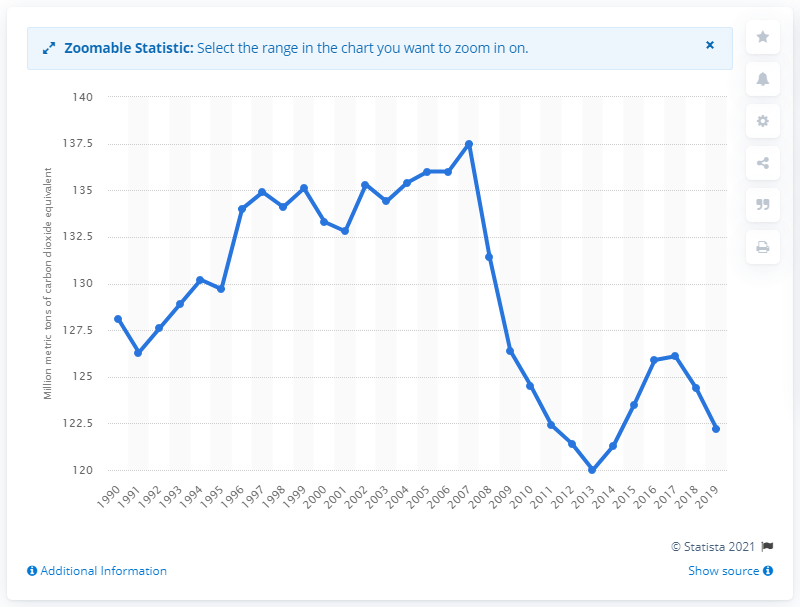 Zoomable Statistic: Select the range in the chart you want to zoom in on.
Million metric tons of carbon dioxide equivalent
140
137.5
135
132.5
130
127.5
125
122.5
120
1990 1991 1992 1993 1994 1995 1996 1997 1998 1999 2000 2001 2002 2003 2004 2005 2006 2007 2008 2009 2010 2011 2012 2013 2014 2015 2016 2017 2018 2019
© Statista 2021
Additional Information
Show source